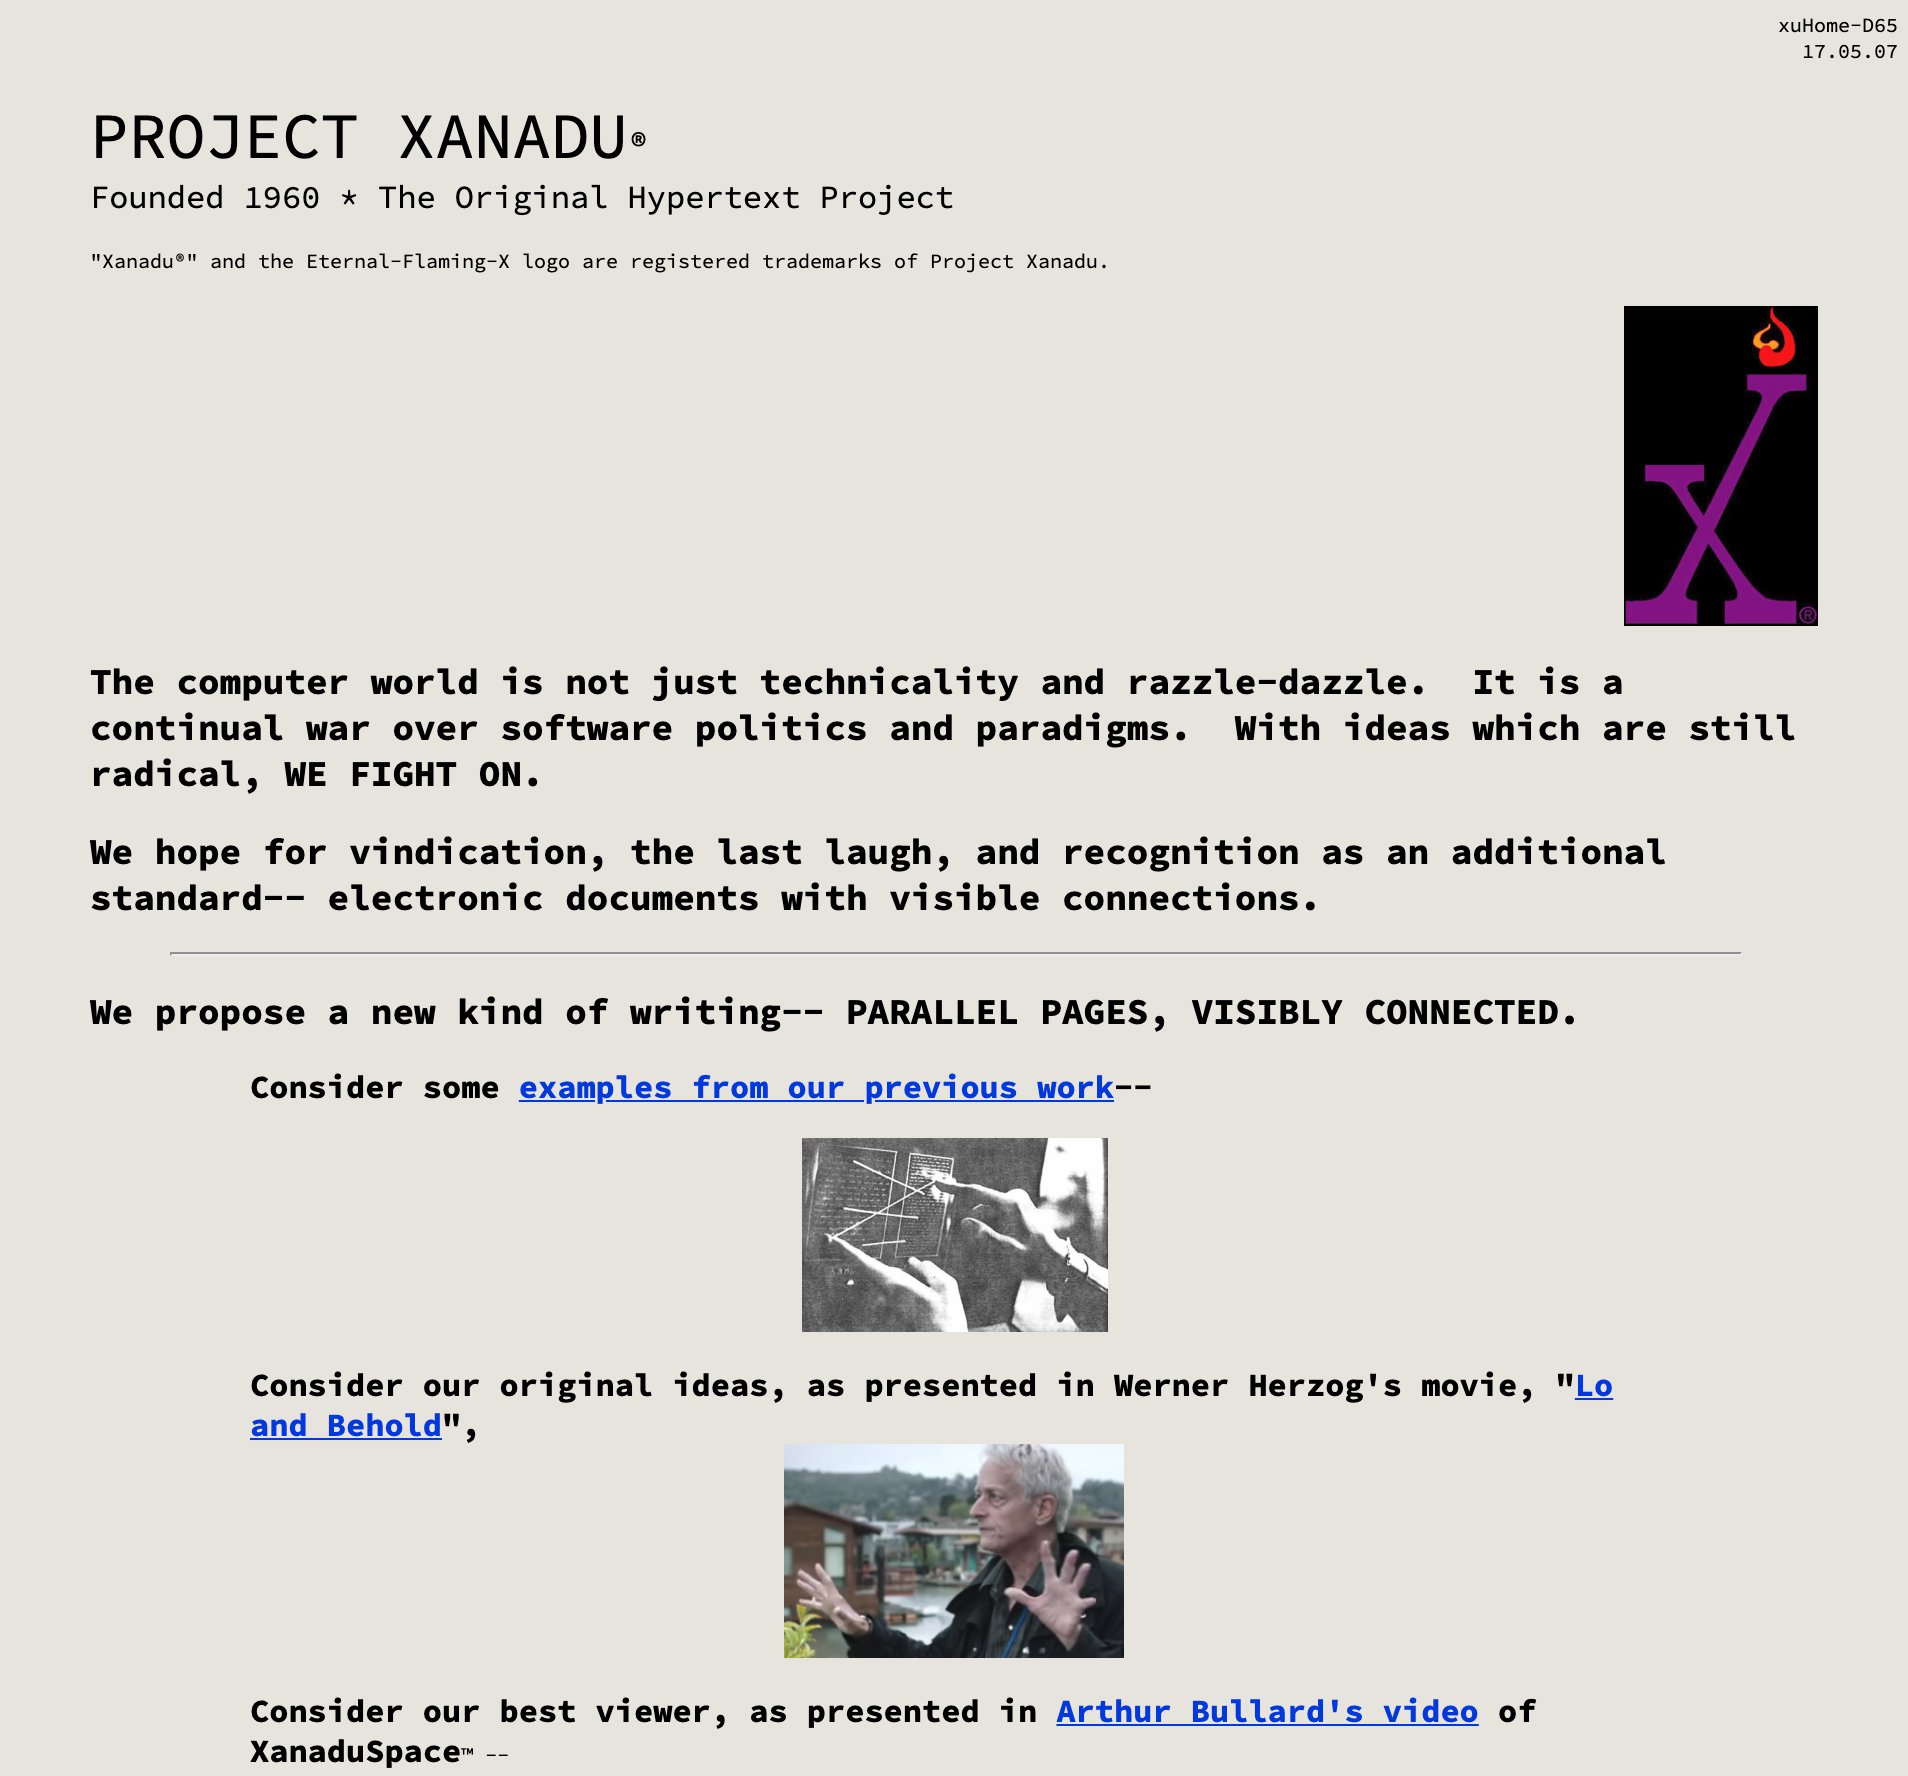 xuHome-D65
17.05.07
PROJECT XANADU®
Founded 1960 * The Original Hypertext Project
"Xanadu®" and the Eternal-Flaming-X logo are registered trademarks of Project Xanadu.
X®
The computer world is not just technicality and razzle-dazzle.  It is a
continual war over software politics and paradigms.  With ideas which are still
radical, WE FIGHT ON.
We hope for vindication, the last laugh, and recognition as an additional
standard-- electronic documents with visible connections.
We propose a new kind of writing-- PARALLEL PAGES, VISIBLY CONNECTED.
Consider some examples from our previous work--
Consider our original ideas, as presented in Werner Herzog's movie, "Lo
and Behold",
Consider our best viewer, as presented in Arthur Bullard's video of
XanaduSpace™ --